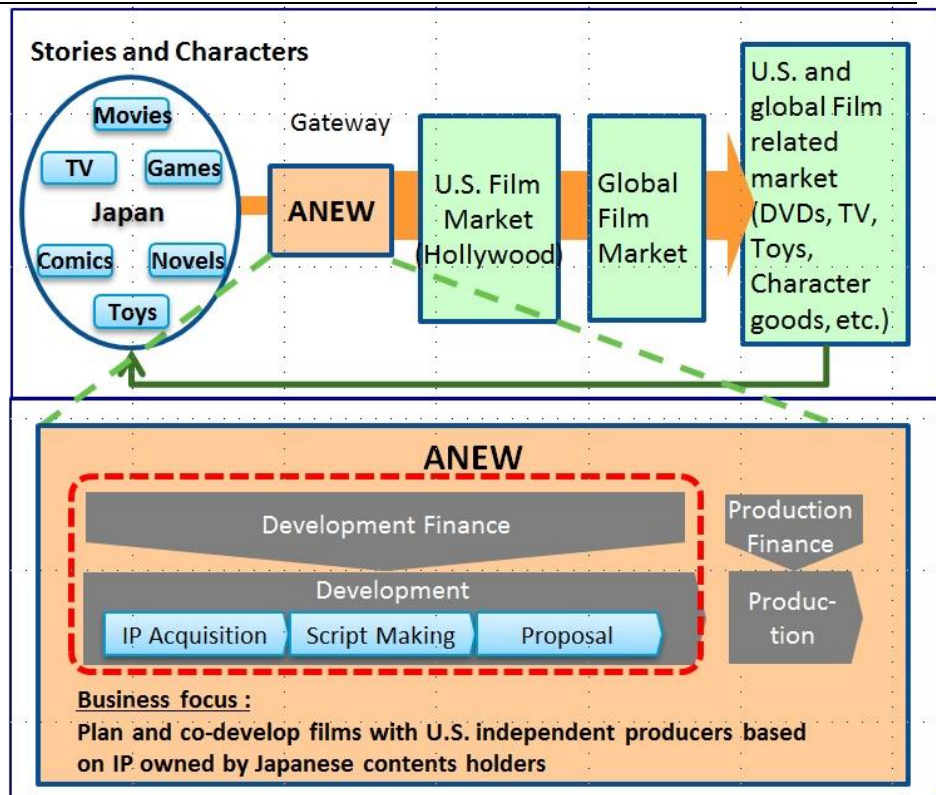 Stories and Characters
Movies
TV
Games
Japan
Comics
Novels
Toys
Gateway
ANEW
U.S. Film
Market
(Hollywood)
Global
Film
Market
U.S. and
global Film
related
market
(DVDs, TV,
Toys,
Character
goods, etc.)
ANEW
Development Finance
Production
Finance
Development
IP Acquisition
Script Making
Proposal
Produc-
tion
Business focus :
Plan and co-develop films with U.S. independent producers based
on IP owned by Japanese contents holders